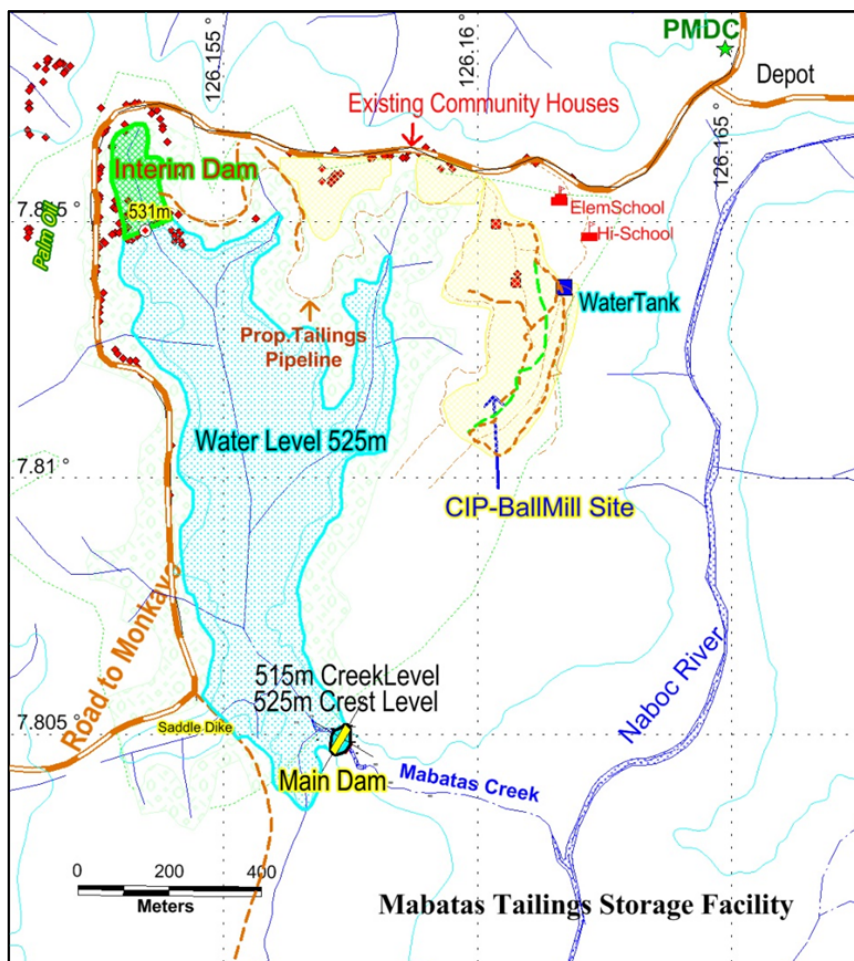 PMDC
126.155 °
126.16 °
126.165 °
Depot
Existing Community Houses
Interim Dam
531m
7.815 °
Palm Oil
ElemSchool
Hi-School
WaterTank
Prop.Tailings
Pipeline
Water Level 525m
7.81 °
CIP-BallMill Site
Road to Monkayo
515m CreekLevel
525m Crest Level
7.805 °
Saddle Dike
Main Dam
Mabatas Creek
Naboc River
0 200 400
Meters
Mabatas Tailings Storage Facility